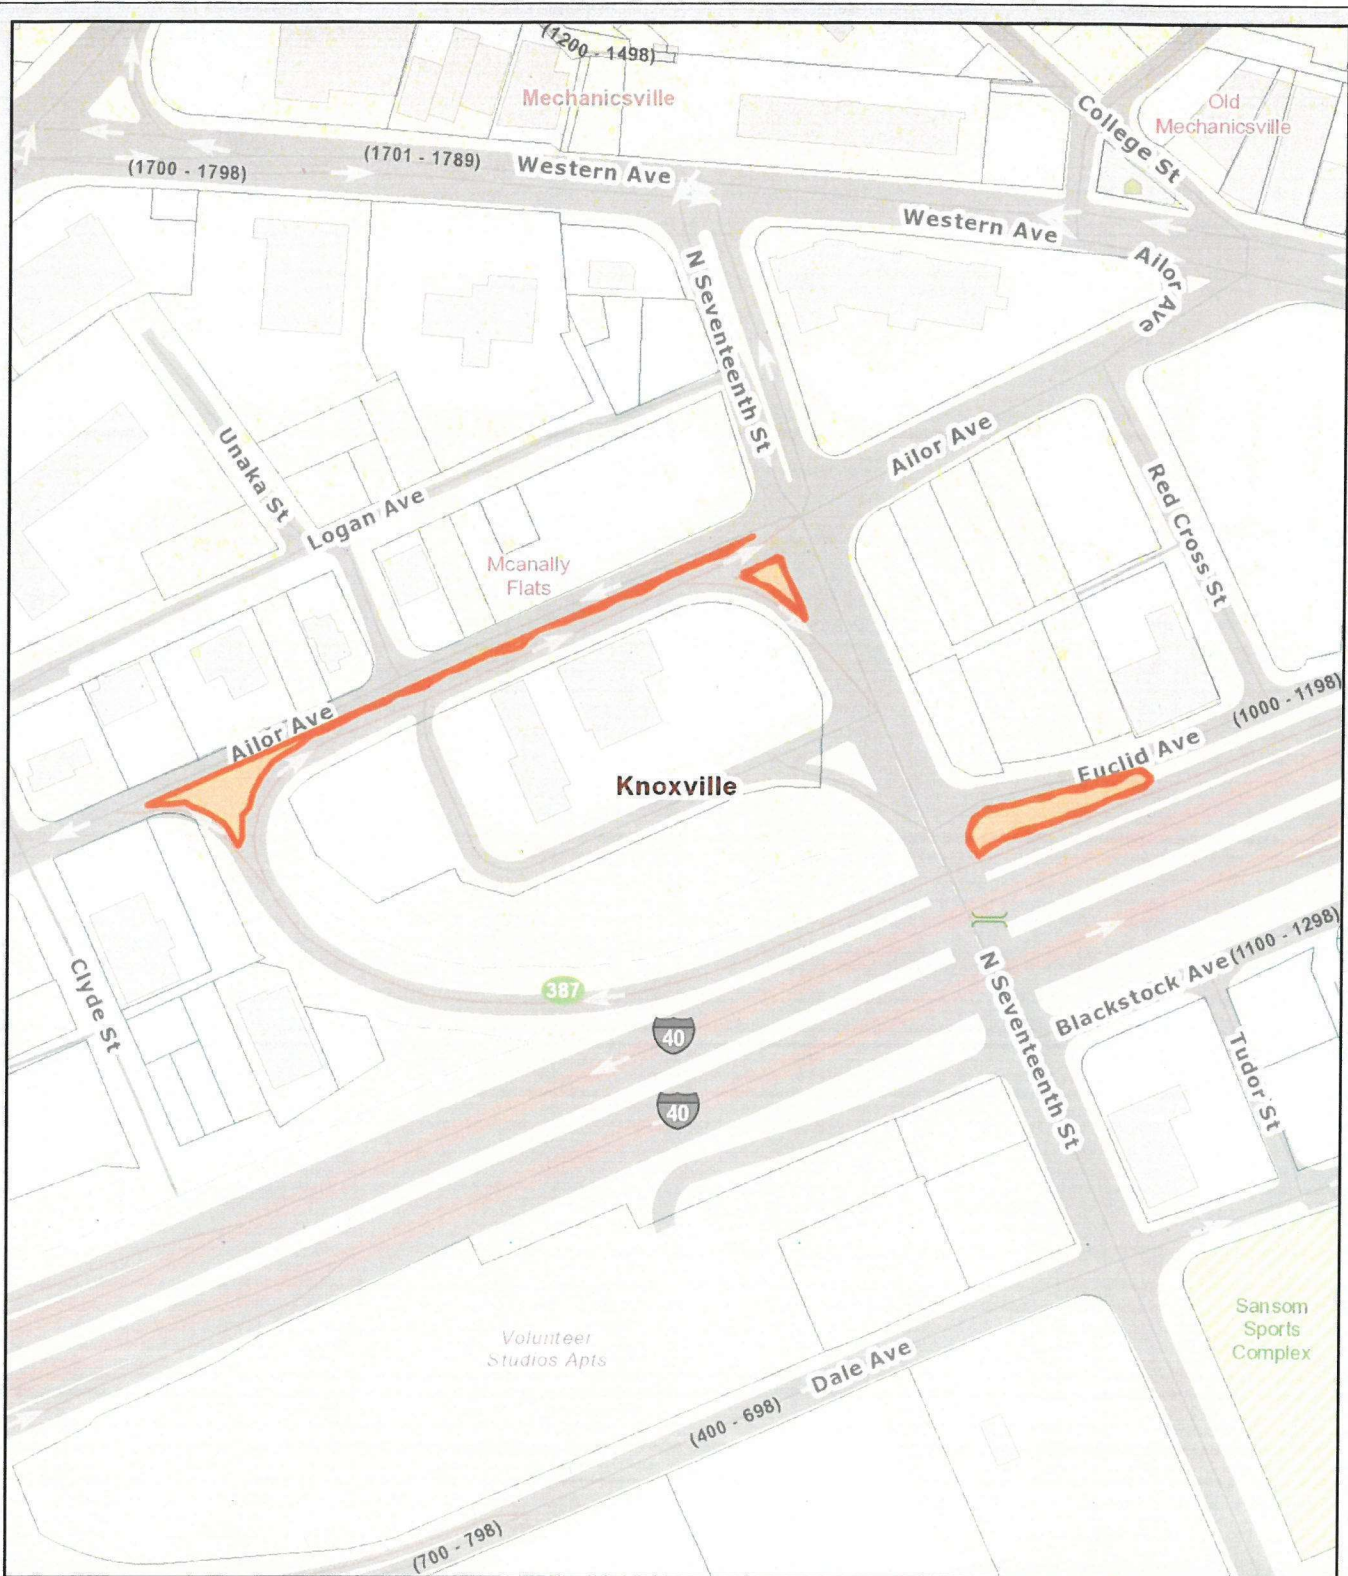 (1200 - 1498)
Mechanicsville
Old
Mechanicsville
College St
(1700 - 1798)
(1701 - 1789)
Western Ave
Western Ave
Ailor Ave
N Seventeenth St
Ailor Ave
Unaka St
Logan Ave
Red Cross St
Mcanally
Flats
(1000 - 1198)
Ailor Ave
Euclid Ave
Knoxville
Clyde St
387
40
40
N Seventeenth St
Blackstock Ave
(1100 - 1298)
Tudor St
Sansom
Sports
Complex
Volunteer
Studios Apts
Dale Ave
(400 - 698)
(700 - 798)